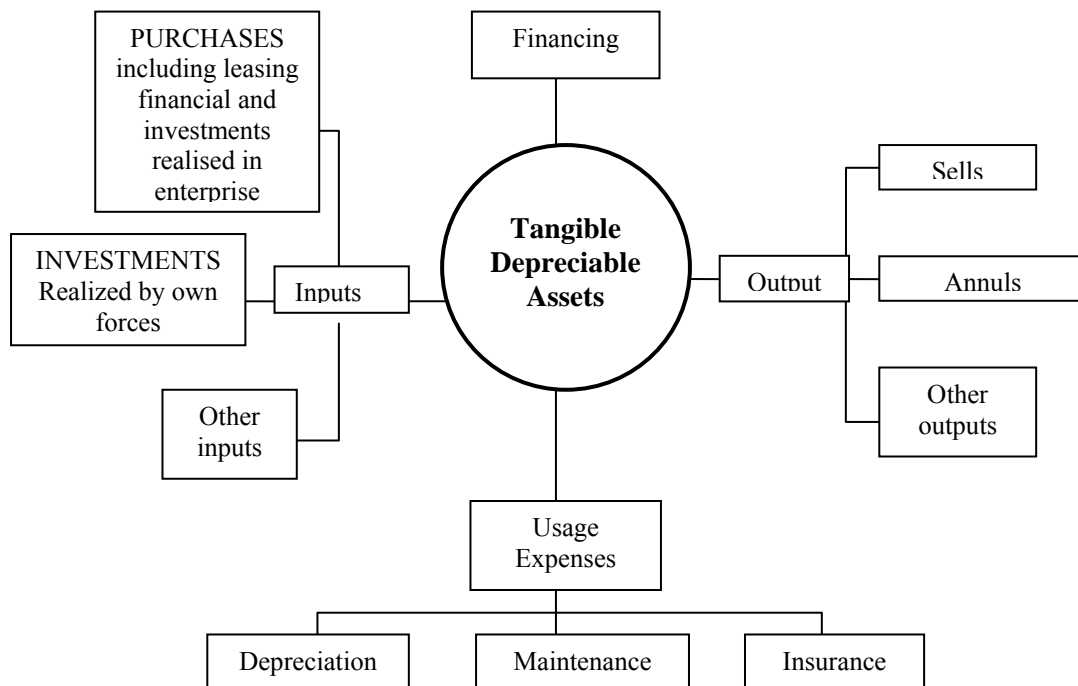 PURCHASES
including leasing
financial and
investments
realised in
enterprise
Financing
Tangible
Depreciable
Assets
Sells
INVESTMENTS
Realized by own
forces
Inputs
Output
Annuls
Other
inputs
Other
outputs
Usage
Expenses
Depreciation
Maintenance
Insurance